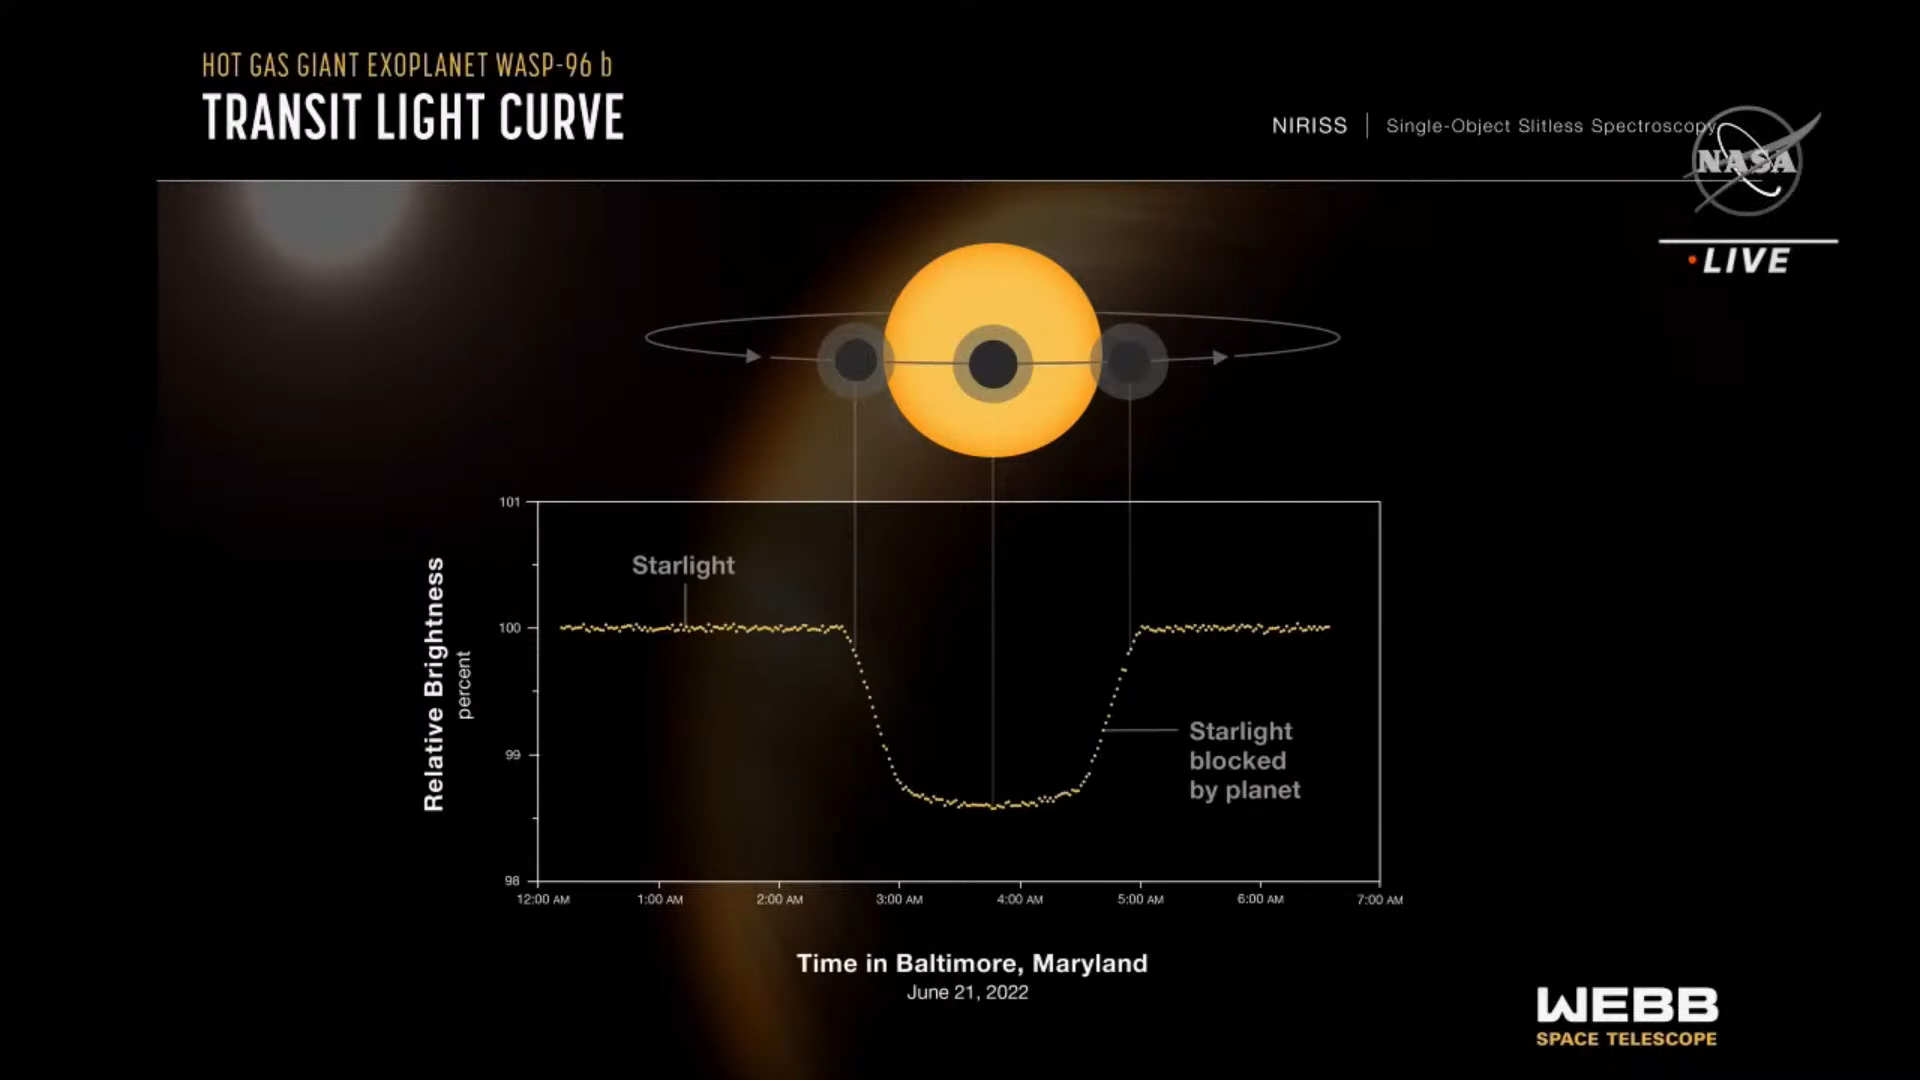 HOT GAS GIANT EXOPLANET WASP-96 b
TRANSIT LIGHT CURVE
NIRISS | Single-Object Slitless Spectroscopy
NASA
LIVE
101
100
99
98
Relative Brightness
percent
Starlight
Starlight
blocked
by planet
12:00 AM 1:00 AM 2:00 AM 3:00 AM 4:00 AM 5:00 AM 6:00 AM 7:00 AM
Time in Baltimore, Maryland
June 21, 2022
WEBB
SPACE TELESCOPE